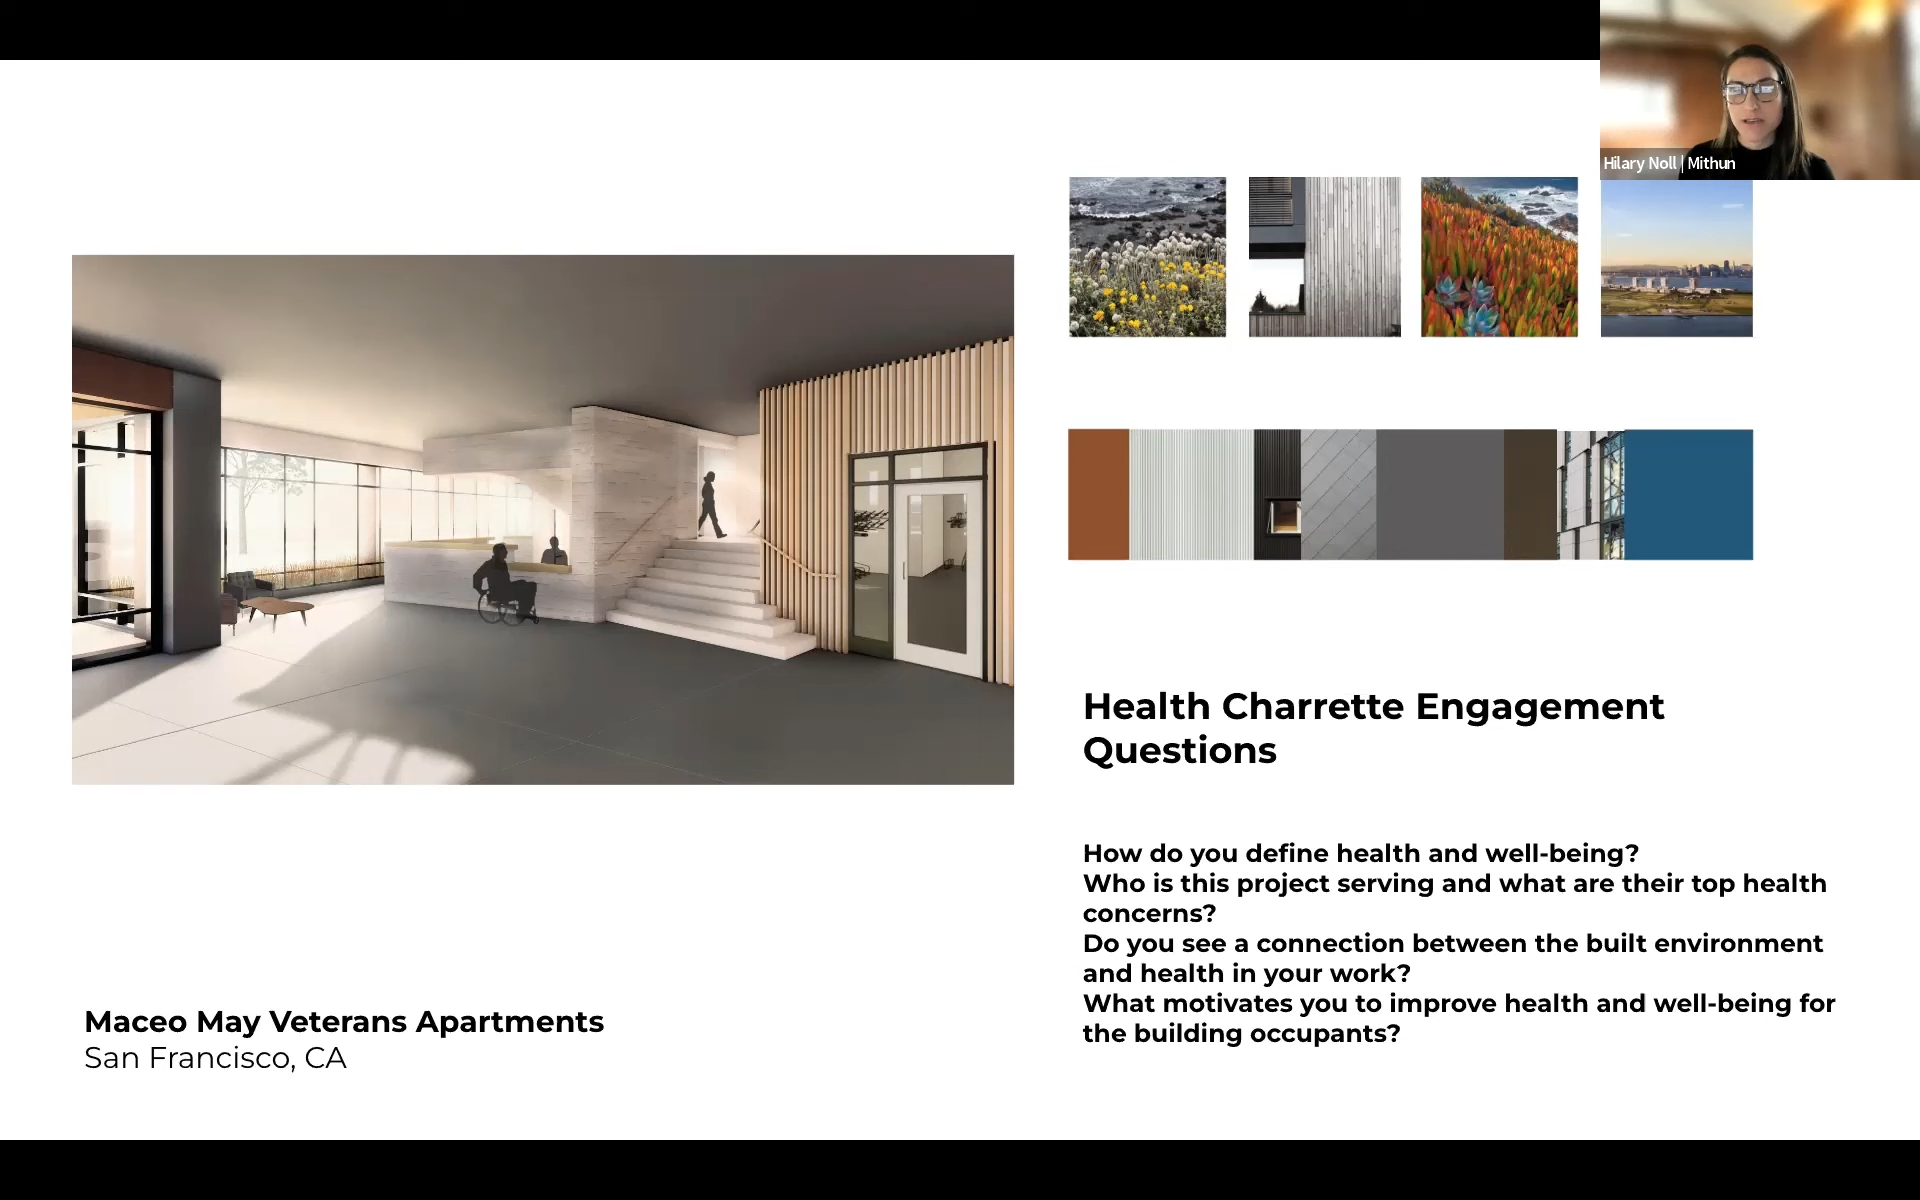 Hilary Noll | Mithun
Health Charrette Engagement
Questions
How do you define health and well-being?
Who is this project serving and what are their top health
concerns?
Do you see a connection between the built environment
and health in your work?
What motivates you to improve health and well-being for
the building occupants?
Maceo May Veterans Apartments
San Francisco, CA